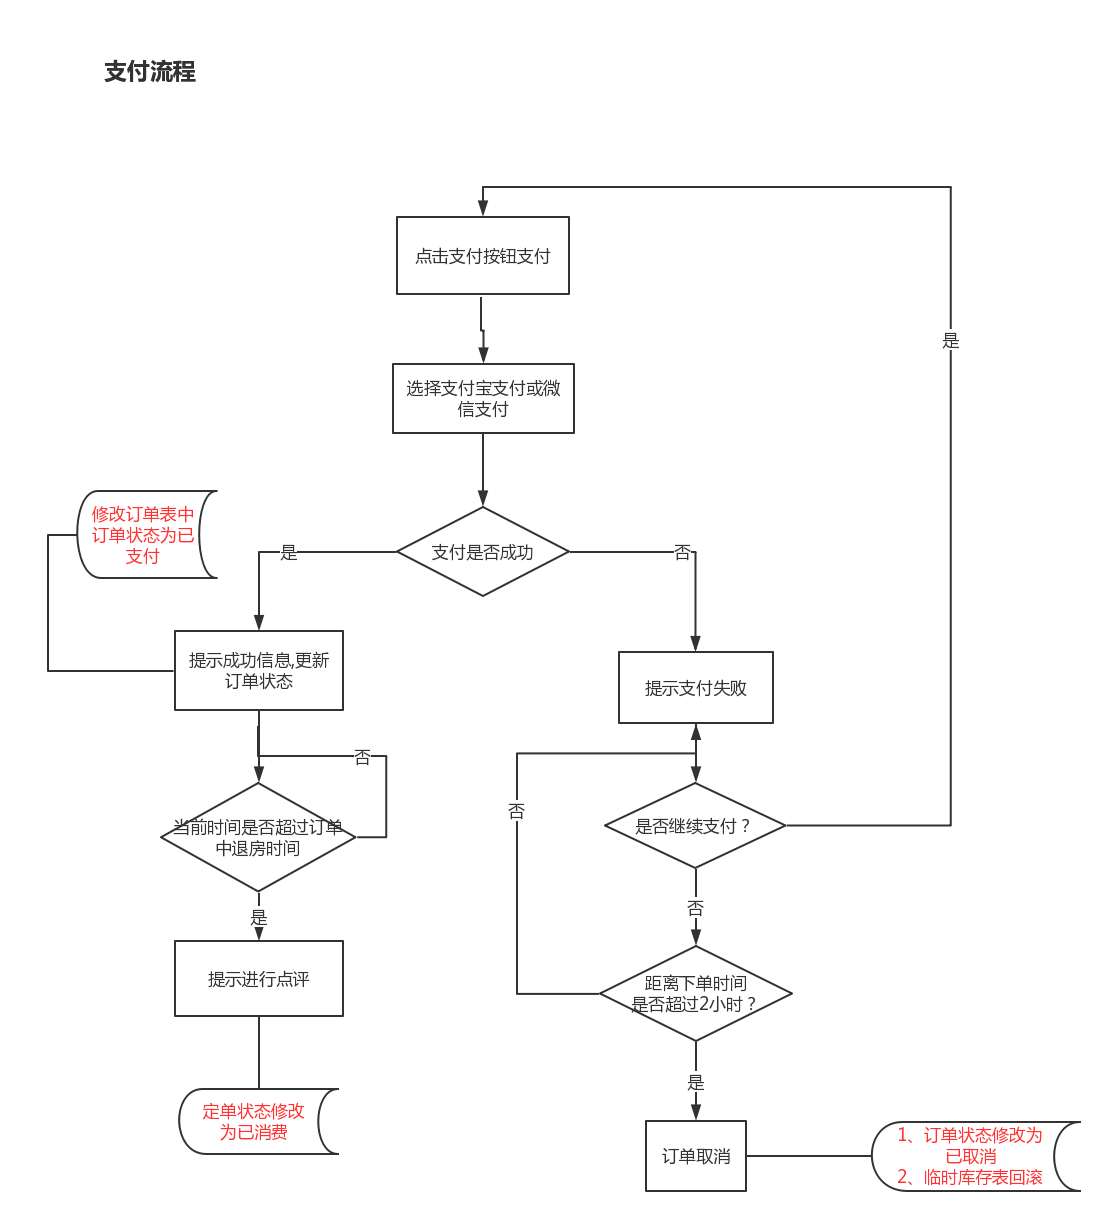 支付流程
点击支付按钮支付
是
选择支付宝支付或微
信支付
修改订单表中
订单状态为已
支付
是
支付是否成功
否
提示成功信息,更新
订单状态
提示支付失败
否
否
当前时间是否超过订单
中退房时间
是否继续支付？
是
否
提示进行点评
距离下单时间
是否超过2小时？
是
定单状态修改
为已消费
订单取消
1、订单状态修改为
已取消
2、临时库存表回滚